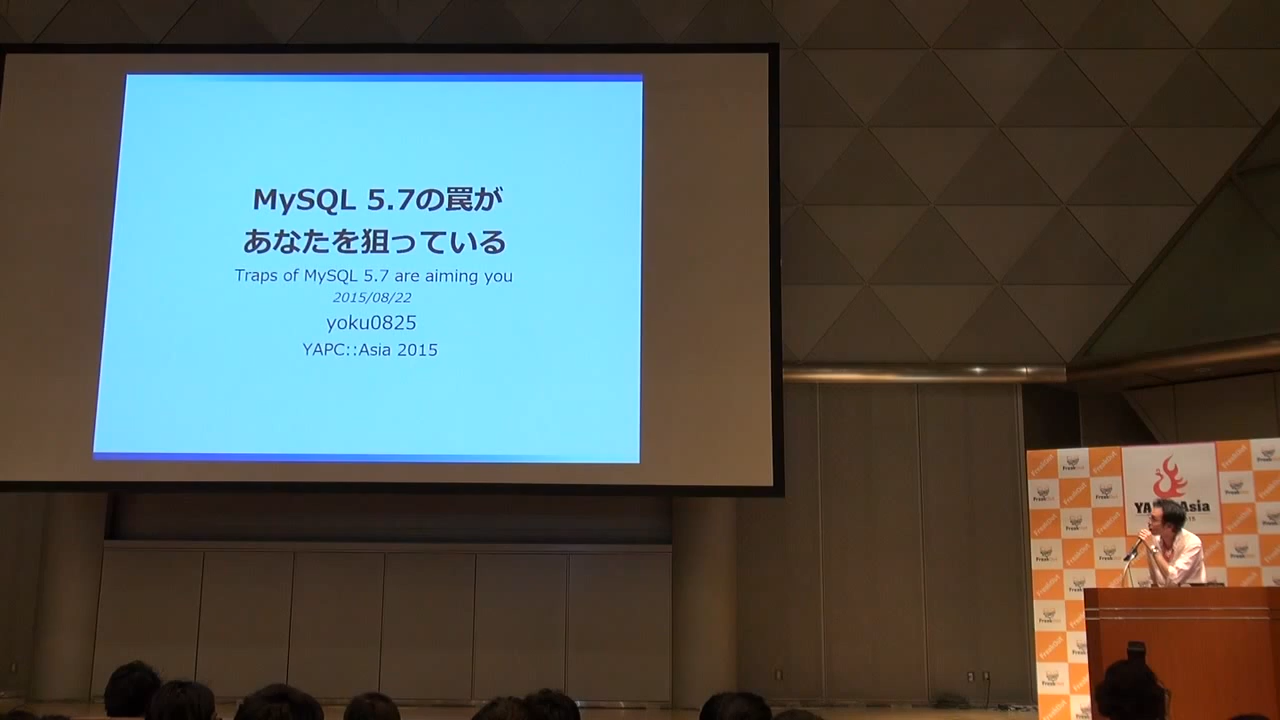 MySQL 5.7の罠が
あなたを狙っている
Traps of MySQL 5.7 are aiming you
2015/08/22
yoku0825
YAPC::Asia 2015
FreakOut